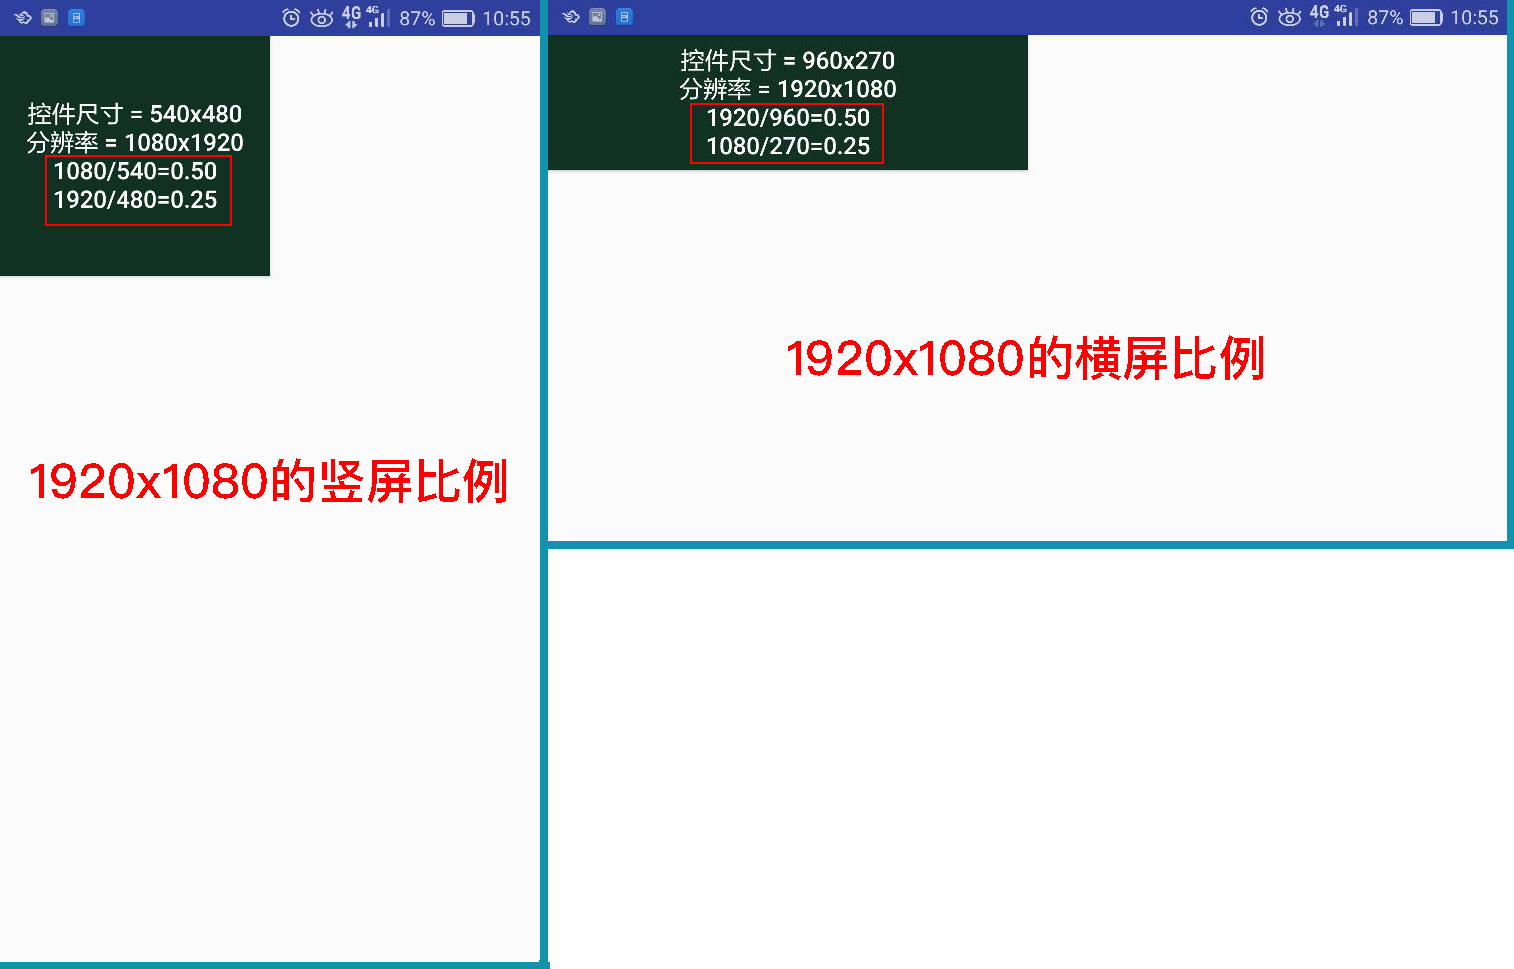 4G 4G 87% 10:55
控件尺寸 = 540x480
分辨率 = 1080x1920
1080/540=0.50
1920/480=0.25
1920x1080的竖屏比例
4G 4G 87% 10:55
控件尺寸 = 960x270
分辨率 = 1920x1080
1920/960=0.50
1080/270=0.25
1920x1080的横屏比例